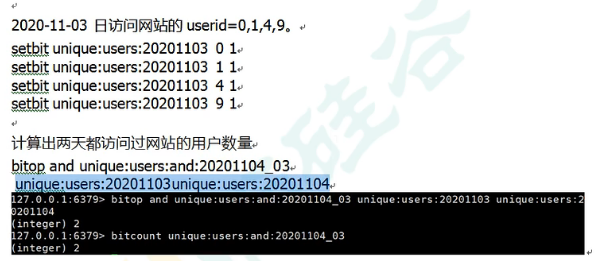 2020-11-03 日访问网站的 userid=0,1,4,9。
setbit unique:users:20201103 0 1
setbit unique:users:20201103 1 1
setbit unique:users:20201103 4 1
setbit unique:users:20201103 9 1
计算出两天都访问过网站的用户数量
bitop and unique:users:and:20201104_03
unique:users:20201103unique:users:20201104
127.0.0.1:6379> bitop and unique:users:and:20201104_03 unique:users:20201103 unique:users:2
0201104
(integer) 2
127.0.0.1:6379> bitcount unique:users:and:20201104_03
(integer) 2
硅谷